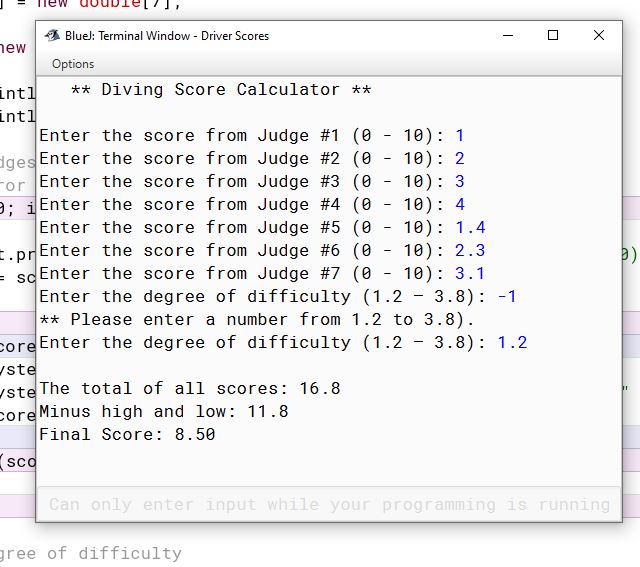 ] = new double[7];
BlueJ: Terminal Window - Driver Scores
new
Options
** Diving Score Calculator **
intl
intl
Enter the score from Judge #1 (0 - 10): 1
Enter the score from Judge #2 (0 - 10): 2
dges
Enter the score from Judge #3 (0 - 10): 3
ror
Enter the score from Judge #4 (0 - 10): 4
0; i
Enter the score from Judge #5 (0 - 10): 1.4
Enter the score from Judge #6 (0 - 10): 2.3
t.pr
0)
Enter the score from Judge #7 (0 - 10): 3.1
= sc
Enter the degree of difficulty (1.2 – 3.8): -1
** Please enter a number from 1.2 to 3.8).
Enter the degree of difficulty (1.2 – 3.8): 1.2
core
yste
The total of all scores: 16.8
yste
"
Minus high and low: 11.8
core
Final Score: 8.50
(sco
Can only enter input while your programming is running
gree of difficulty